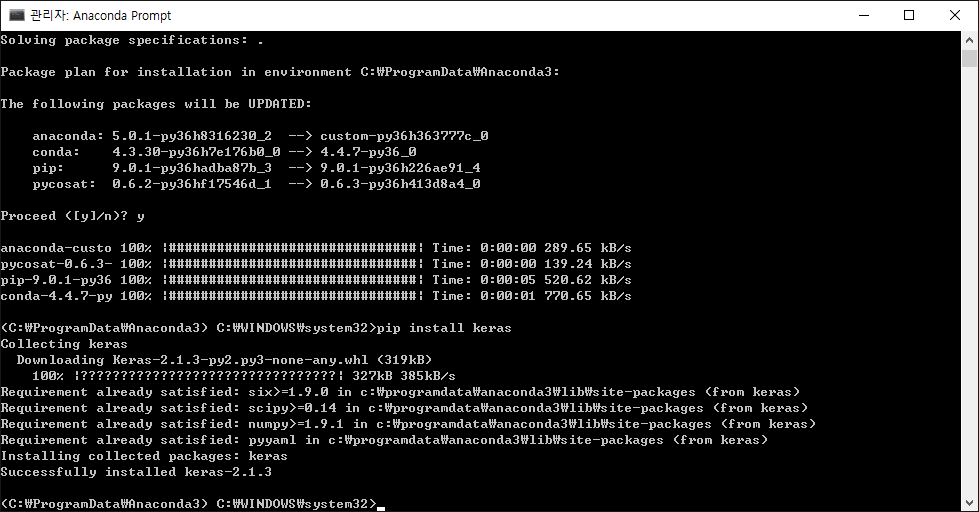 관리자: Anaconda Prompt
Solving package specifications: .
Package plan for installation in environment C:₩ProgramData₩Anaconda3:
The following packages will be UPDATED:
anaconda: 5.0.1-py36h8316230_2 --> custom-py36h363777c_0
conda: 4.3.30-py36h7e176b0_0 --> 4.4.7-py36_0
pip: 9.0.1-py36hadba87b_3 --> 9.0.1-py36h226ae91_4
pycosat: 0.6.2-py36hf17546d_1 --> 0.6.3-py36h413d8a4_0
Proceed ([y]/n)? y
anaconda-custo 100% |###############################| Time: 0:00:00 289.65 kB/s
pycosat-0.6.3- 100% |###############################| Time: 0:00:00 139.24 kB/s
pip-9.0.1-py36 100% |###############################| Time: 0:00:05 520.62 kB/s
conda-4.4.7-py 100% |###############################| Time: 0:00:01 770.65 kB/s
(C:₩ProgramData₩Anaconda3) C:₩WINDOWS₩system32>pip install keras
Collecting keras
Downloading Keras-2.1.3-py2.py3-none-any.whl (319kB)
100% |????????????????????????????????| 327kB 385kB/s
Requirement already satisfied: six>=1.9.0 in c:₩programdata₩anaconda3₩lib₩site-packages (from keras)
Requirement already satisfied: scipy>=0.14 in c:₩programdata₩anaconda3₩lib₩site-packages (from keras)
Requirement already satisfied: numpy>=1.9.1 in c:₩programdata₩anaconda3₩lib₩site-packages (from keras)
Requirement already satisfied: pyyaml in c:₩programdata₩anaconda3₩lib₩site-packages (from keras)
Installing collected packages: keras
Successfully installed keras-2.1.3
(C:₩ProgramData₩Anaconda3) C:₩WINDOWS₩system32>